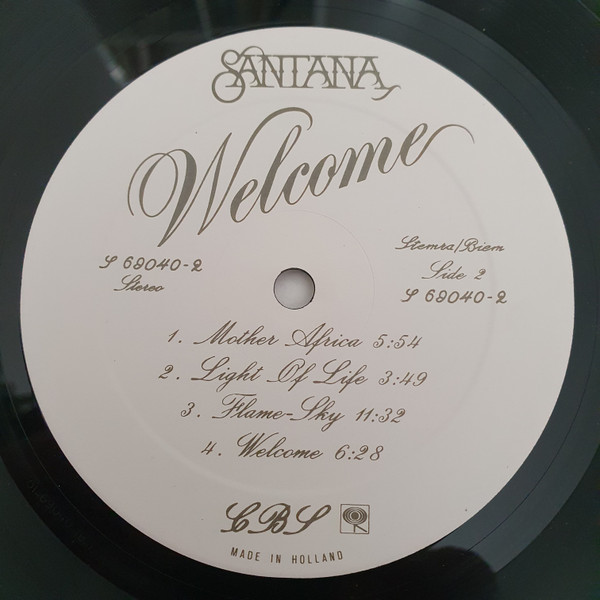 SANTANA
Welcome
S 69040-2
Stereo
Stemra/Biem
Side 2
S 69040-2
1. Mother Africa 5:54
2. Light Of Life 3:49
3. Flame-Sky 11:32
4. Welcome 6:28
CBS
MADE IN HOLLAND